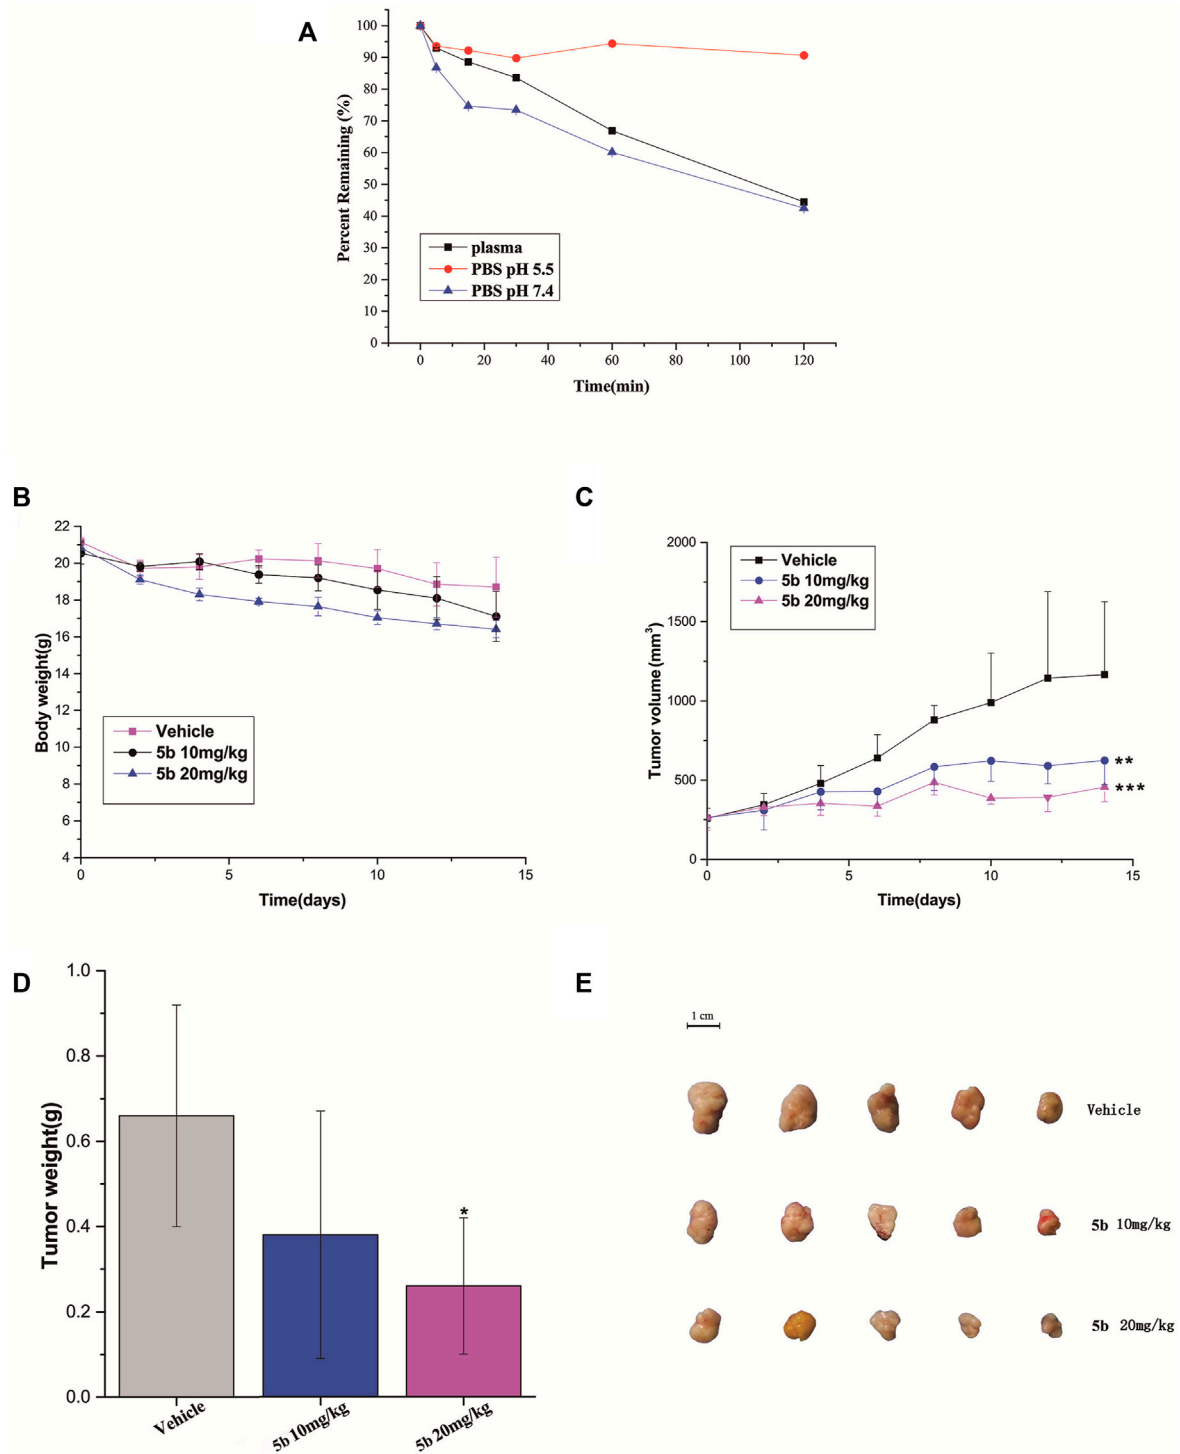 A
100
90
80
70
60
50
40
30
20
10
0
Percent Remaining (%)
plasma
PBS pH 5.5
PBS pH 7.4
0 20 40 60 80 100 120
Time(min)
B
22
20
18
16
14
12
10
8
6
4
Body weight(g)
Vehicle
5b 10mg/kg
5b 20mg/kg
0 5 10 15
Time(days)
C
2000
1500
1000
500
0
Tumor volume (mm³)
Vehicle
5b 10mg/kg
5b 20mg/kg
**
***
0 5 10 15
Time(days)
D
1.0
0.8
0.6
0.4
0.2
0.0
Tumor weight(g)
*
Vehicle
5b 10mg/kg
5b 20mg/kg
E
1 cm
Vehicle
5b 10mg/kg
5b 20mg/kg